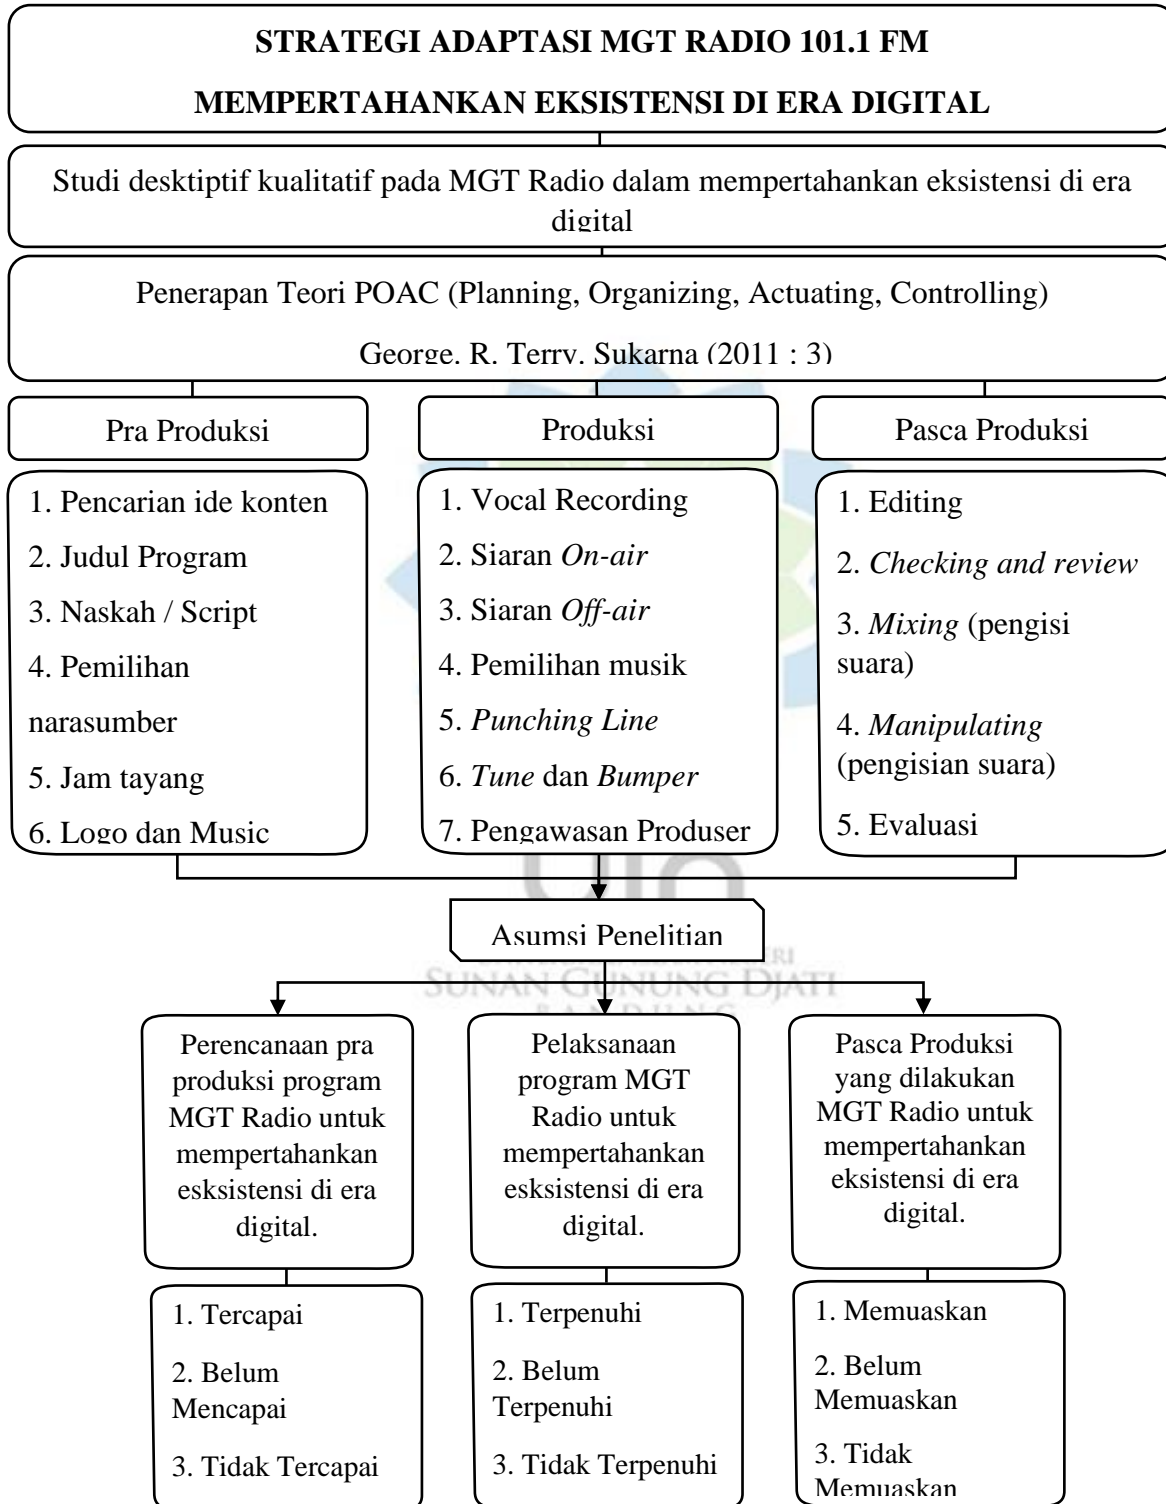 STRATEGI ADAPTASI MGT RADIO 101.1 FM
MEMPERTAHANKAN EKSISTENSI DI ERA DIGITAL
Studi desktiptif kualitatif pada MGT Radio dalam mempertahankan eksistensi di era
digital
Penerapan Teori POAC (Planning, Organizing, Actuating, Controlling)
George. R. Terry. Sukarna (2011 : 3)
Pra Produksi
1. Pencarian ide konten
2. Judul Program
3. Naskah / Script
4. Pemilihan
narasumber
5. Jam tayang
6. Logo dan Music
Produksi
1. Vocal Recording
2. Siaran On-air
3. Siaran Off-air
4. Pemilihan musik
5. Punching Line
6. Tune dan Bumper
7. Pengawasan Produser
Pasca Produksi
1. Editing
2. Checking and review
3. Mixing (pengisi
suara)
4. Manipulating
(pengisian suara)
5. Evaluasi
uin
SUNAN GUNUNG DJATI
BANDUNG
Asumsi Penelitian
Perencanaan pra
produksi program
MGT Radio untuk
mempertahankan
esksistensi di era
digital.
1. Tercapai
2. Belum
Mencapai
3. Tidak Tercapai
Pelaksanaan
program MGT
Radio untuk
mempertahankan
esksistensi di era
digital.
1. Terpenuhi
2. Belum
Terpenuhi
3. Tidak Terpenuhi
Pasca Produksi
yang dilakukan
MGT Radio untuk
mempertahankan
eksistensi di era
digital.
1. Memuaskan
2. Belum
Memuaskan
3. Tidak
Memuaskan